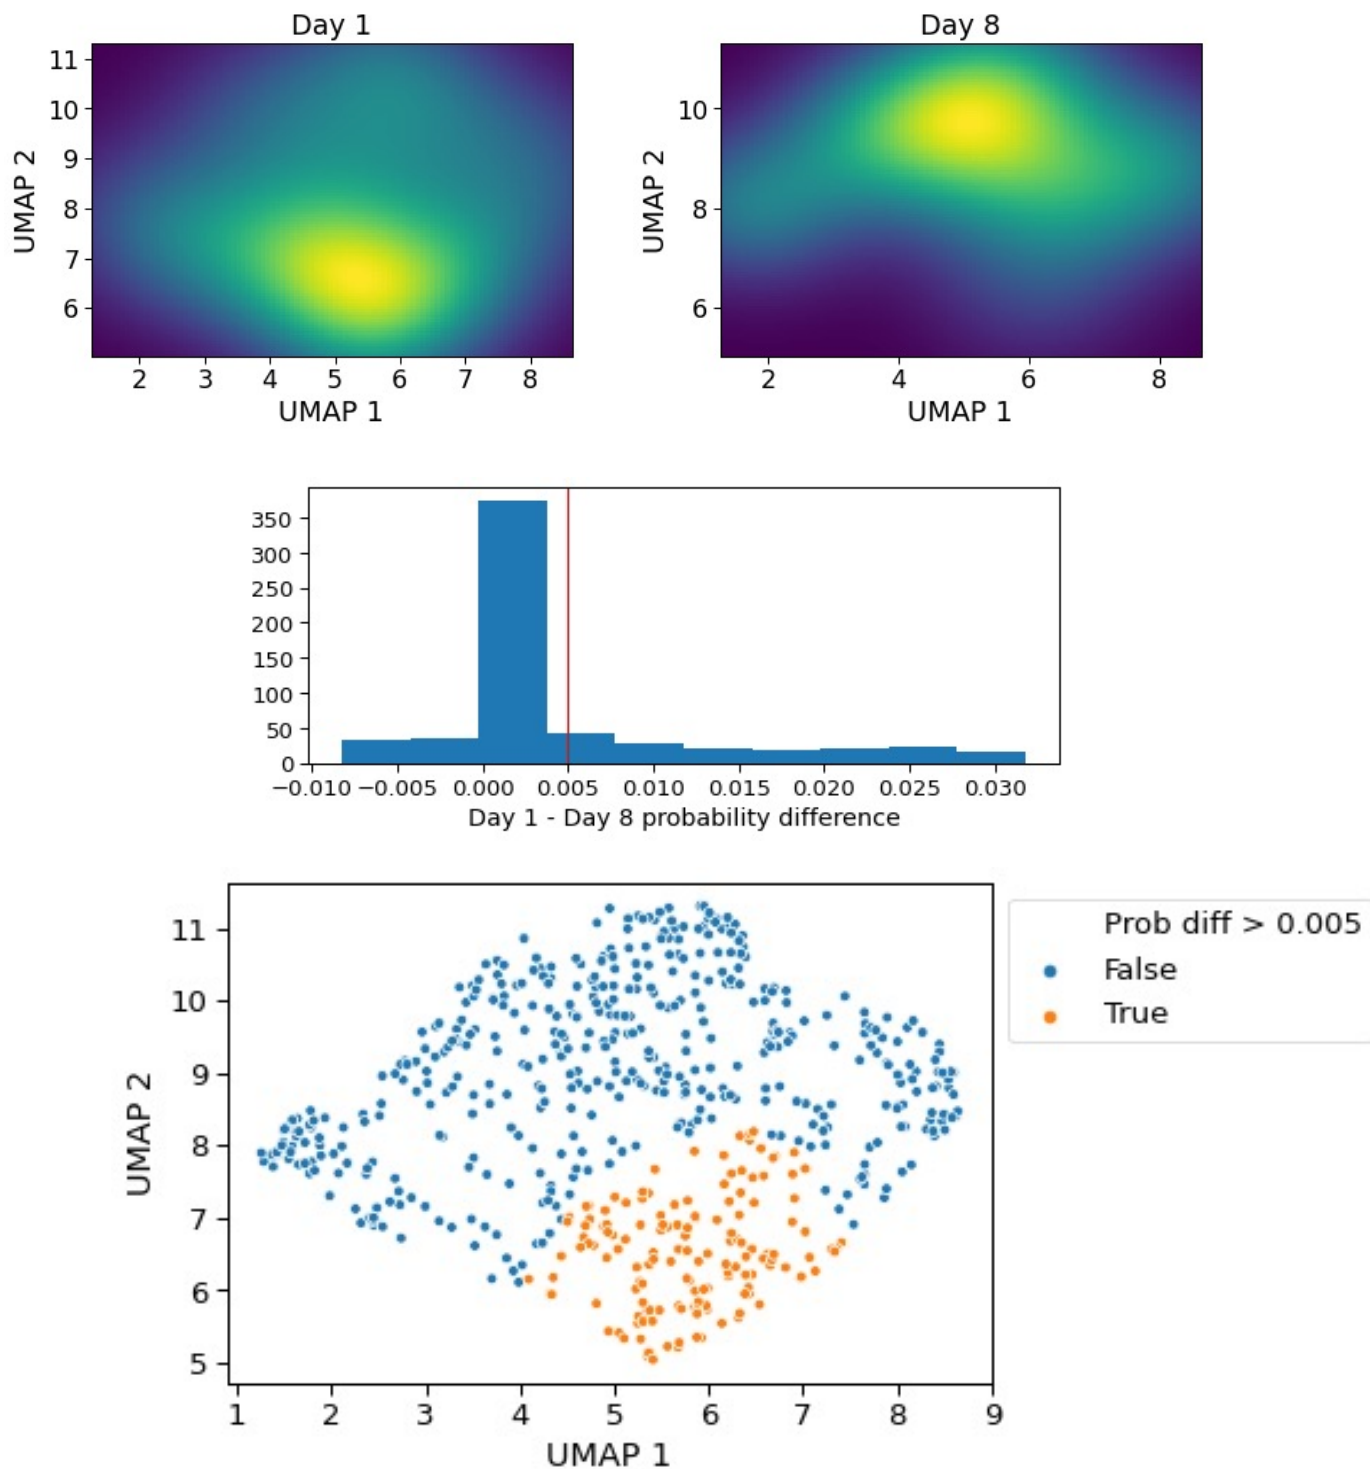 Day 1
Day 8
11
10
9
8
7
6
UMAP 2
2 3 4 5 6 7 8
UMAP 1
10
8
6
UMAP 2
2 4 6 8
UMAP 1
350
300
250
200
150
100
50
0
−0.010 −0.005 0.000 0.005 0.010 0.015 0.020 0.025 0.030
Day 1 - Day 8 probability difference
11
10
9
8
7
6
5
UMAP 2
1 2 3 4 5 6 7 8 9
UMAP 1
Prob diff > 0.005
False
True